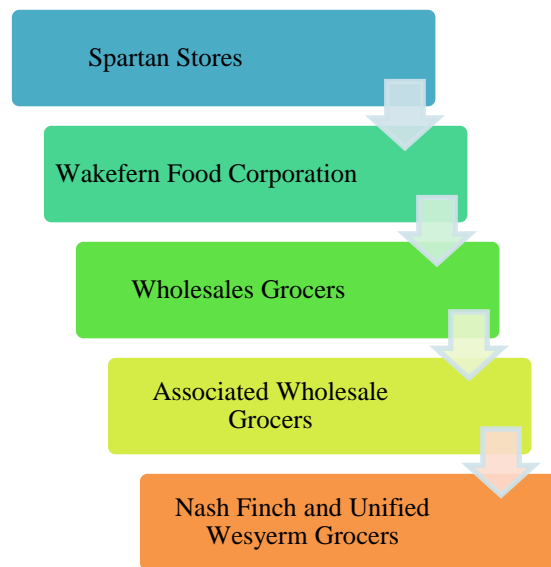 Spartan Stores
Wakefern Food Corporation
Wholesales Grocers
Associated Wholesale
Grocers
Nash Finch and Unified
Wesyerm Grocers